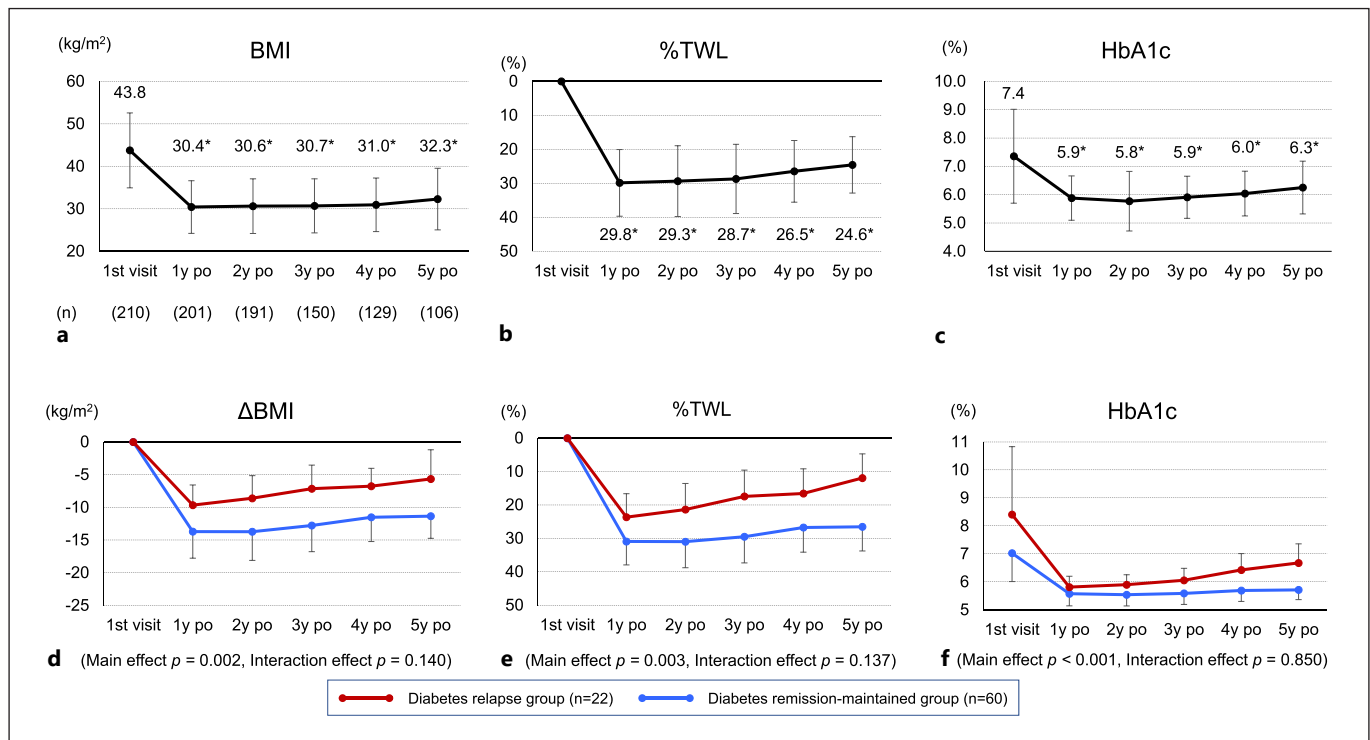 (kg/m²) BMI
60
50
40
30
20
43.8
30.4* 30.6* 30.7* 31.0* 32.3*
1st visit 1y po 2y po 3y po 4y po 5y po
(n) (210) (201) (191) (150) (129) (106)
a
(%) %TWL
0
10
20
30
40
50
29.8* 29.3* 28.7* 26.5* 24.6*
1st visit 1y po 2y po 3y po 4y po 5y po
b
(%) HbA1c
10.0
9.0
8.0
7.0
6.0
5.0
4.0
7.4
5.9* 5.8* 5.9* 6.0* 6.3*
1st visit 1y po 2y po 3y po 4y po 5y po
c
(kg/m²) ΔBMI
0
-5
-10
-15
-20
-25
1st visit 1y po 2y po 3y po 4y po 5y po
d (Main effect p = 0.002, Interaction effect p = 0.140)
(%) %TWL
0
10
20
30
40
50
1st visit 1y po 2y po 3y po 4y po 5y po
e (Main effect p = 0.003, Interaction effect p = 0.137)
(%) HbA1c
11
10
9
8
7
6
5
1st visit 1y po 2y po 3y po 4y po 5y po
f (Main effect p < 0.001, Interaction effect p = 0.850)
Diabetes relapse group (n=22) Diabetes remission-maintained group (n=60)